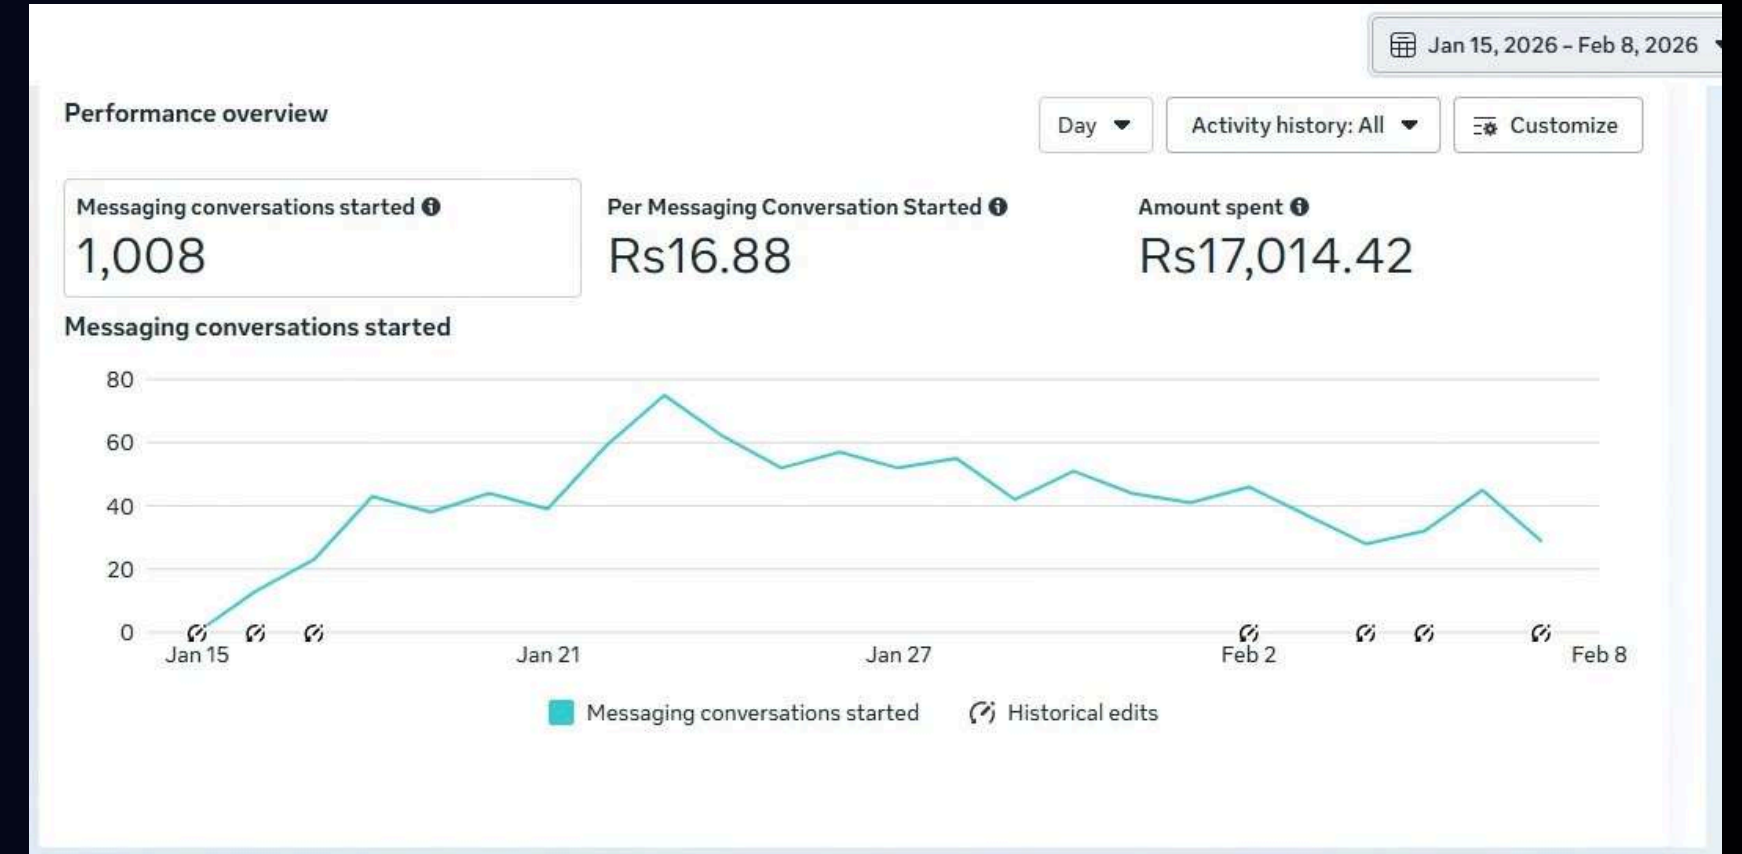 Jan 15, 2026 – Feb 8, 2026
Performance overview
Day
Activity history: All
Customize
Messaging conversations started
1,008
Per Messaging Conversation Started
Rs16.88
Amount spent
Rs17,014.42
Messaging conversations started
80
60
40
20
0
Jan 15
Jan 21
Jan 27
Feb 2
Feb 8
Messaging conversations started
Historical edits